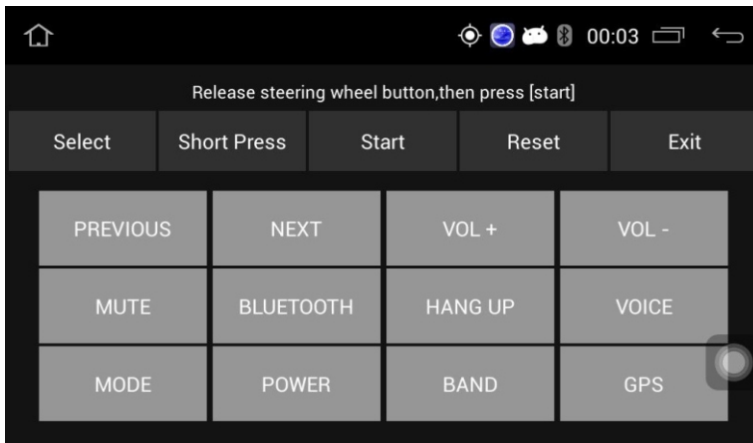 00:03
Release steering wheel button,then press [start]
Select Short Press Start Reset Exit
PREVIOUS NEXT VOL + VOL -
MUTE BLUETOOTH HANG UP VOICE
MODE POWER BAND GPS